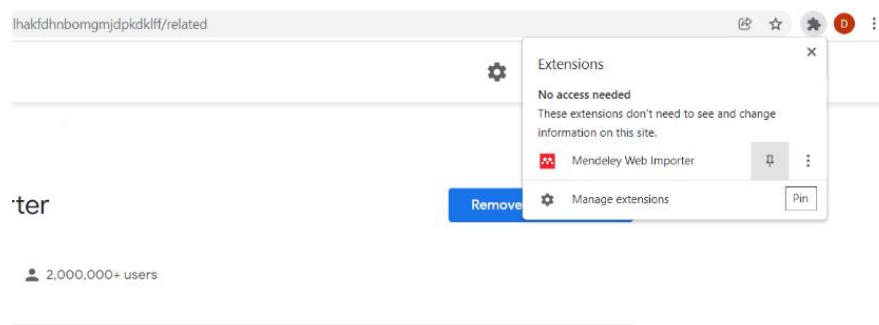 lhakfdhnbomgmjdpkdklff/related
D
Extensions
No access needed
These extensions don't need to see and change
information on this site.
Mendeley Web Importer
Manage extensions
Pin
rter
Remove
2,000,000+ users